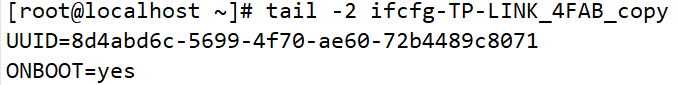 [root@localhost ~]# tail -2 ifcfg-TP-LINK_4FAB_copy
UUID=8d4abd6c-5699-4f70-ae60-72b4489c8071
ONBOOT=yes